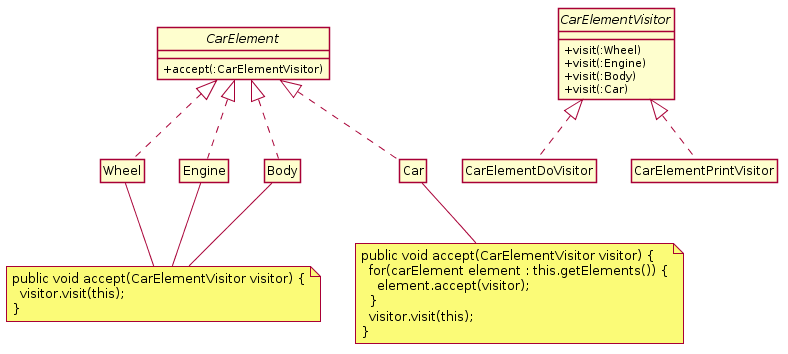 CarElement
+accept(:CarElementVisitor)
CarElementVisitor
+visit(:Wheel)
+visit(:Engine)
+visit(:Body)
+visit(:Car)
Wheel
Engine
Body
Car
CarElementDoVisitor
CarElementPrintVisitor
public void accept(CarElementVisitor visitor) {
visitor.visit(this);
}
public void accept(CarElementVisitor visitor) {
for(carElement element : this.getElements()) {
element.accept(visitor);
}
visitor.visit(this);
}